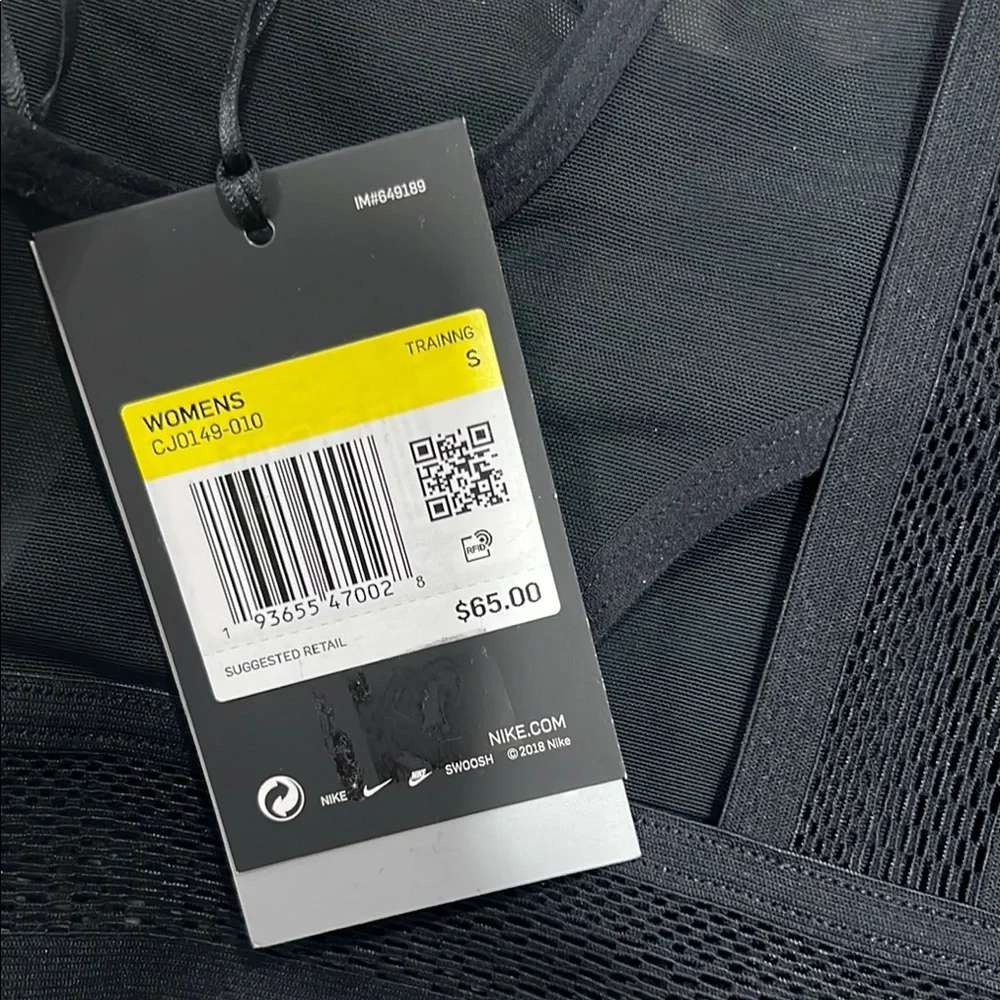 IM#649189
TRAINNG
S
WOMENS
CJ0149-010
RFID
1 93655 47002 8
$65.00
SUGGESTED RETAIL
NIKE.COM
NIKE SWOOSH ©2018 Nike